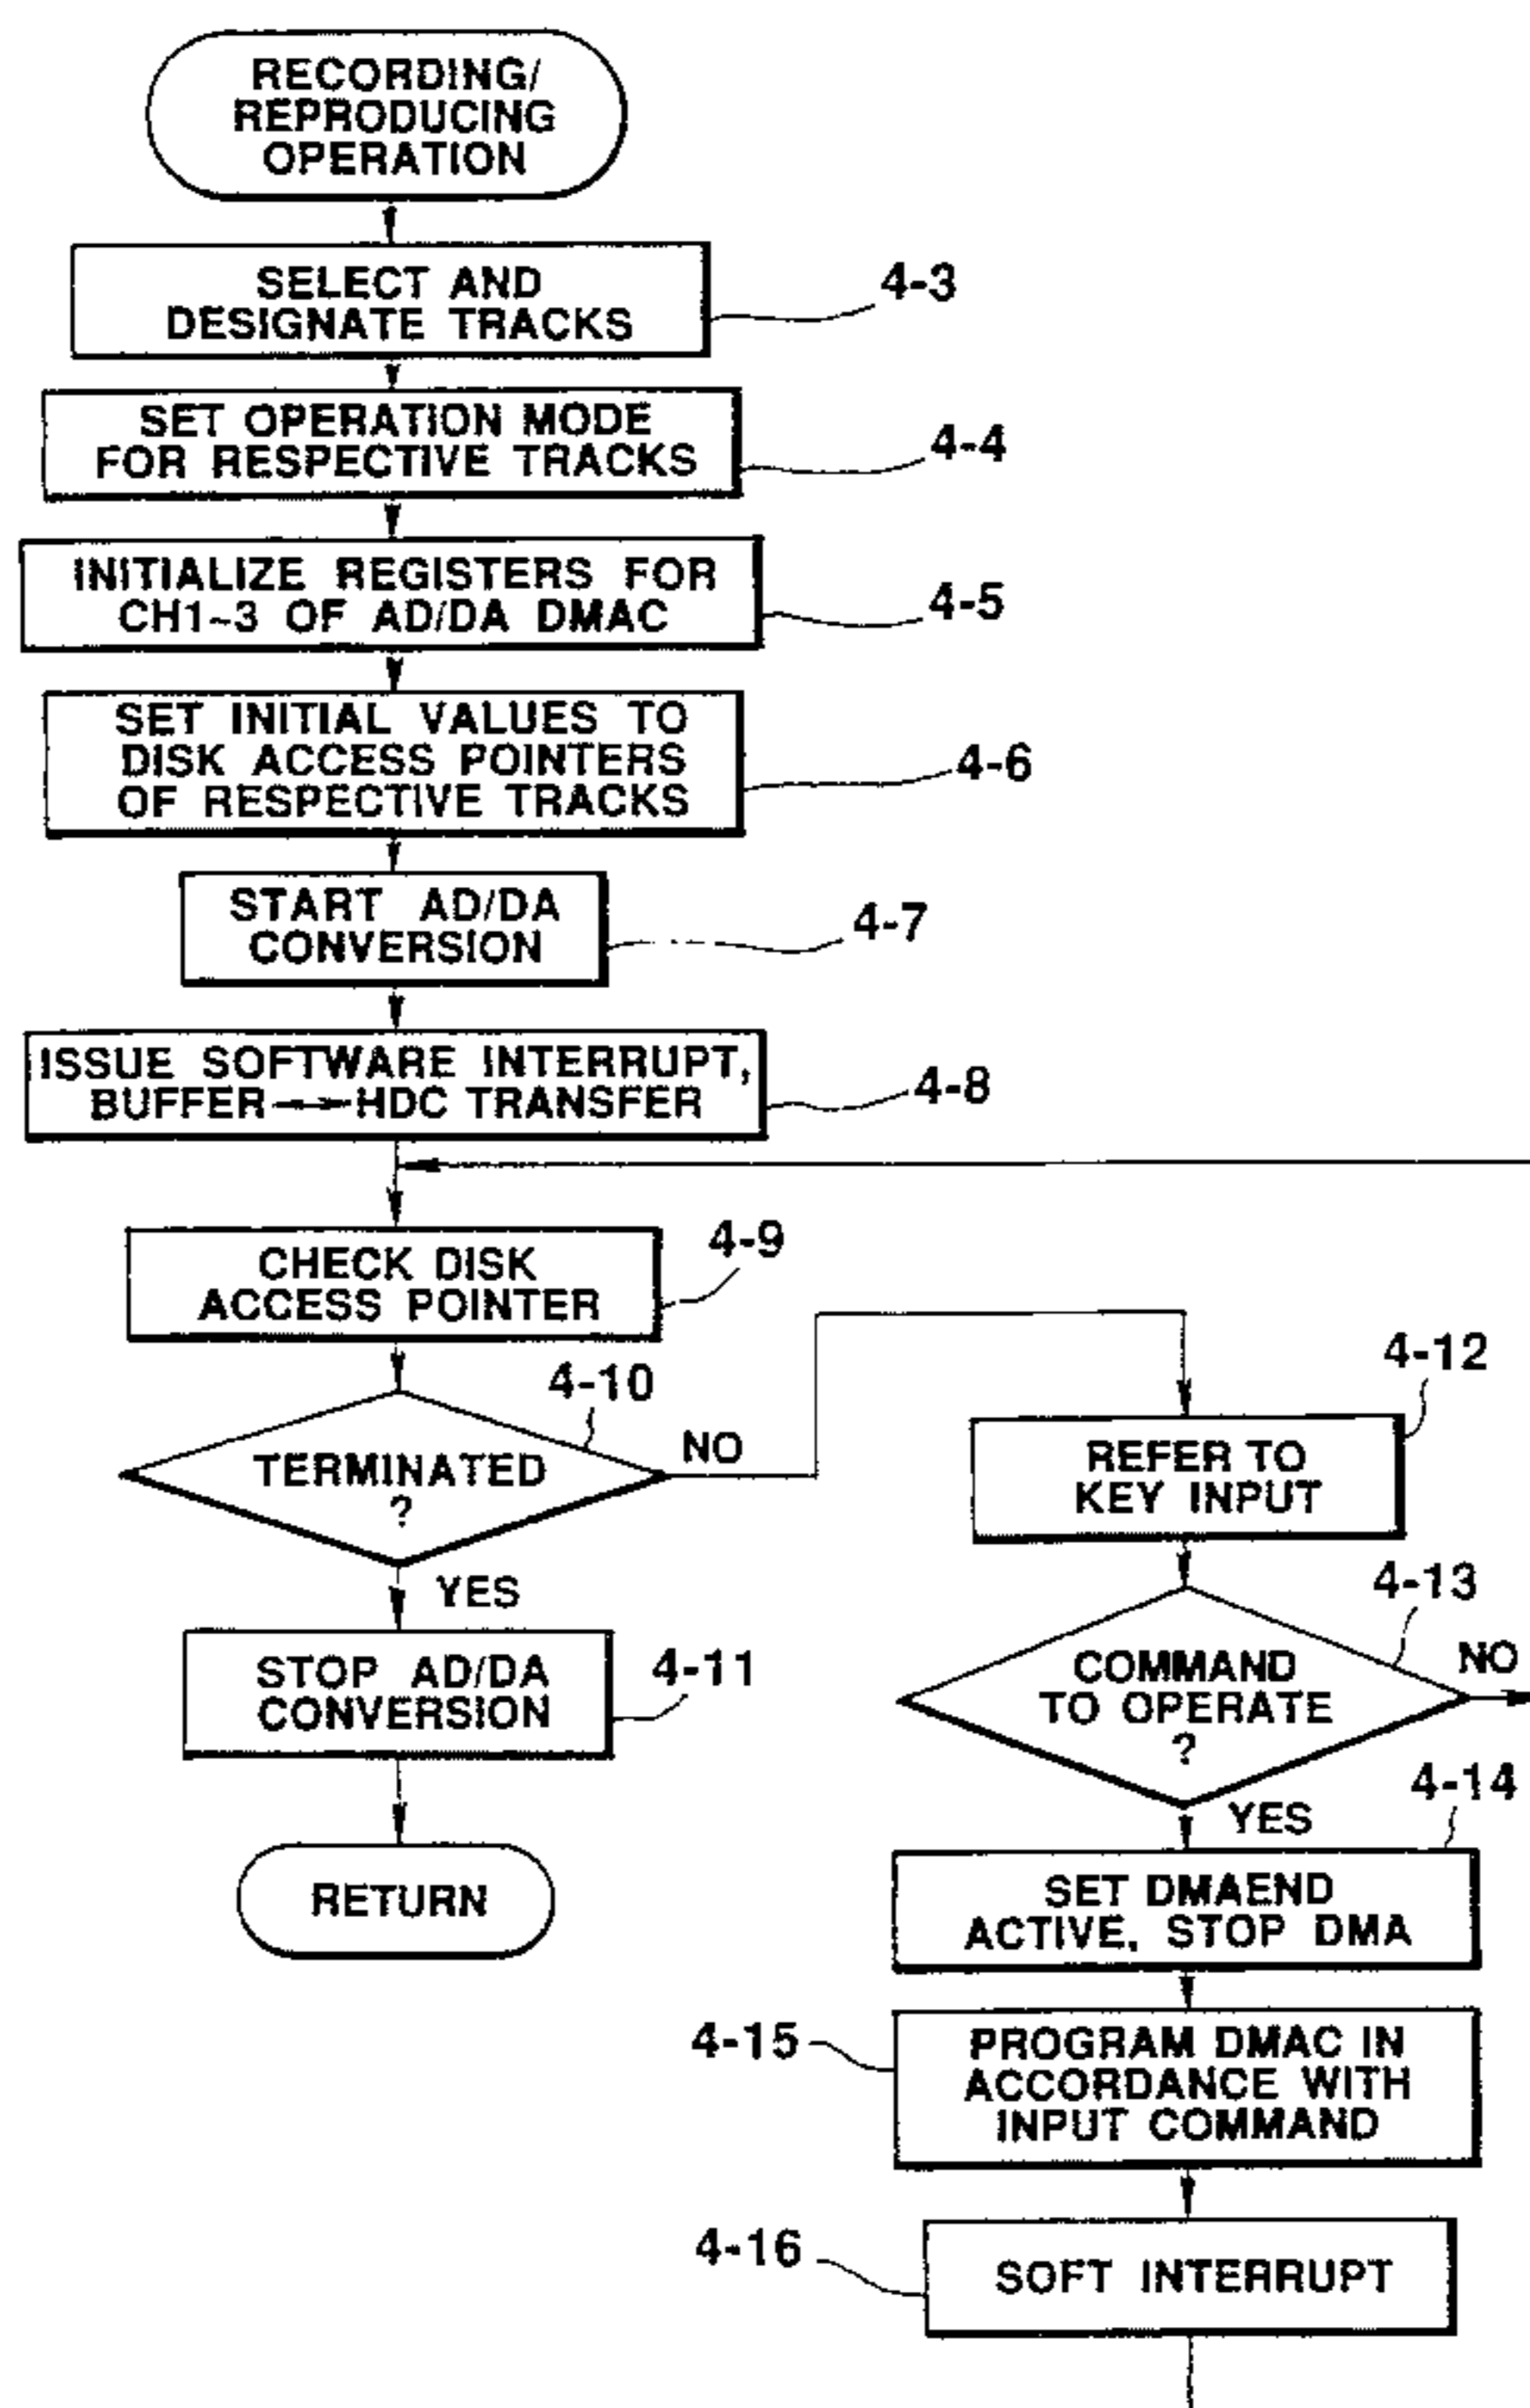 RECORDING/
REPRODUCING
OPERATION
SELECT AND
DESIGNATE TRACKS
4-3
SET OPERATION MODE
FOR RESPECTIVE TRACKS
4-4
INITIALIZE REGISTERS FOR
CH1~3 OF AD/DA DMAC
4-5
SET INITIAL VALUES TO
DISK ACCESS POINTERS
OF RESPECTIVE TRACKS
4-6
START AD/DA
CONVERSION
4-7
ISSUE SOFTWARE INTERRUPT,
BUFFER↔HDC TRANSFER
4-8
CHECK DISK
ACCESS POINTER
4-9
TERMINATED
?
4-10
NO
YES
STOP AD/DA
CONVERSION
4-11
RETURN
REFER TO
KEY INPUT
4-12
COMMAND
TO OPERATE
?
4-13
NO
YES
SET DMAEND
ACTIVE, STOP DMA
4-14
PROGRAM DMAC IN
ACCORDANCE WITH
INPUT COMMAND
4-15
SOFT INTERRUPT
4-16